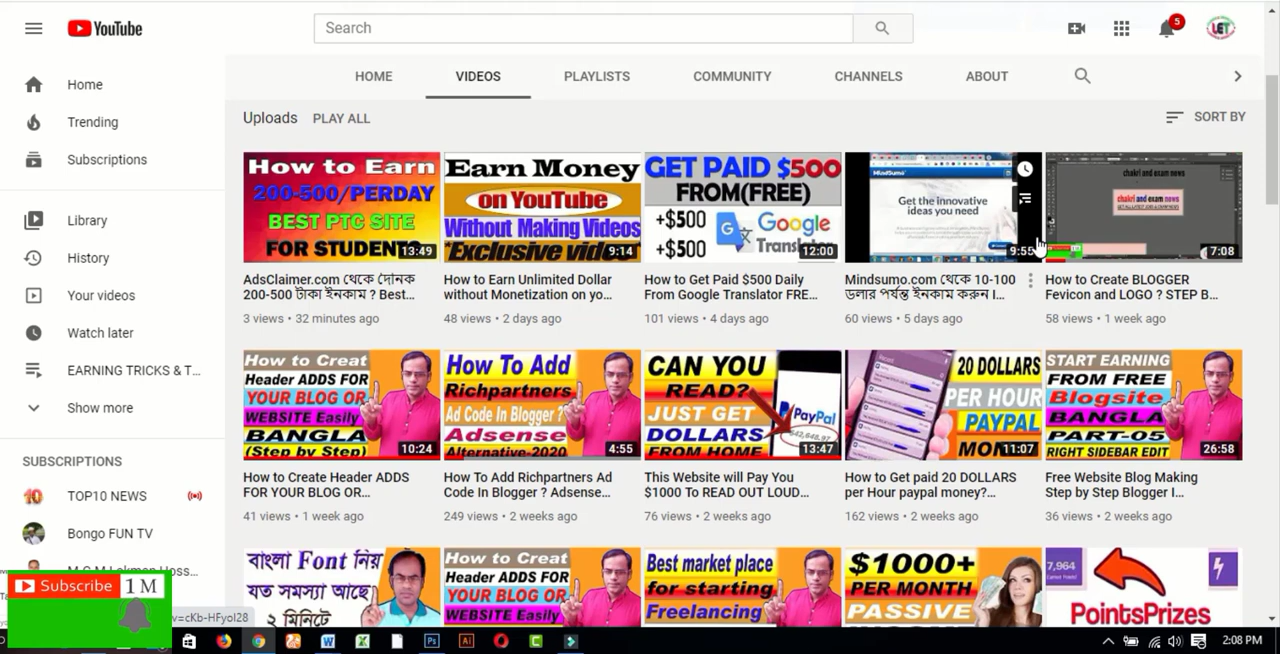 YouTube
Search
5
LET
HOME VIDEOS PLAYLISTS COMMUNITY CHANNELS ABOUT
Home
Trending
Subscriptions
Library
History
Your videos
Watch later
EARNING TRICKS & T...
Show more
SUBSCRIPTIONS
TOP10 NEWS
Bongo FUN TV
Uploads PLAY ALL
SORT BY
How to Earn
200-500/PERDAY
BEST PTC SITE
FOR STUDENT
13:49
AdsClaimer.com থেকে দৈনিক
200-500 টাকা ইনকাম ? Best...
3 views • 32 minutes ago
Earn Money
on YouTube
Without Making Videos
*Exclusive video
9:14
How to Earn Unlimited Dollar
without Monetization on yo...
48 views • 2 days ago
GET PAID $500
FROM(FREE)
+$500
+$500
Google
Translator
12:00
How to Get Paid $500 Daily
From Google Translator FRE...
101 views • 4 days ago
MindSumo
Get the innovative
ideas you need
9:55
Mindsumo.com থেকে 10-100
ডলার পর্যন্ত ইনকাম করুন I...
60 views • 5 days ago
chakri and exam news
chakri and exam news
7:08
How to Create BLOGGER
Fevicon and LOGO ? STEP B...
58 views • 1 week ago
How to Creat
Header ADDS FOR
YOUR BLOG OR
WEBSITE Easily
BANGLA
(Step by Step)
10:24
How to Create Header ADDS
FOR YOUR BLOG OR...
41 views • 1 week ago
How To Add
Richpartners
Ad Code In Blogger ?
Adsense
Alternative-2020
4:55
How To Add Richpartners Ad
Code In Blogger ? Adsense...
249 views • 2 weeks ago
CAN YOU
READ?
JUST GET
DOLLARS
FROM HOME
PayPal
13:47
This Website will Pay You
$1000 To READ OUT LOUD...
76 views • 2 weeks ago
20 DOLLARS
PER HOUR
PAYPAL
MON
11:07
How to Get paid 20 DOLLARS
per Hour paypal money?...
162 views • 2 weeks ago
START EARNING
FROM FREE
Blogsite
BANGLA
PART-05
RIGHT SIDEBAR EDIT
26:58
Free Website Blog Making
Step by Step Blogger I...
36 views • 2 weeks ago
বাংলা Font নিয়
যত সমস্যা আছে
২ মিনিটে
How to Creat
Header ADDS FOR
YOUR BLOG OR
WEBSITE Easily
Best market place
for starting
Freelancing
$1000+
PER MONTH
PASSIVE
7,964
PointsPrizes
Subscribe 1 M
v=cKb-HFyoI28
2:08 PM